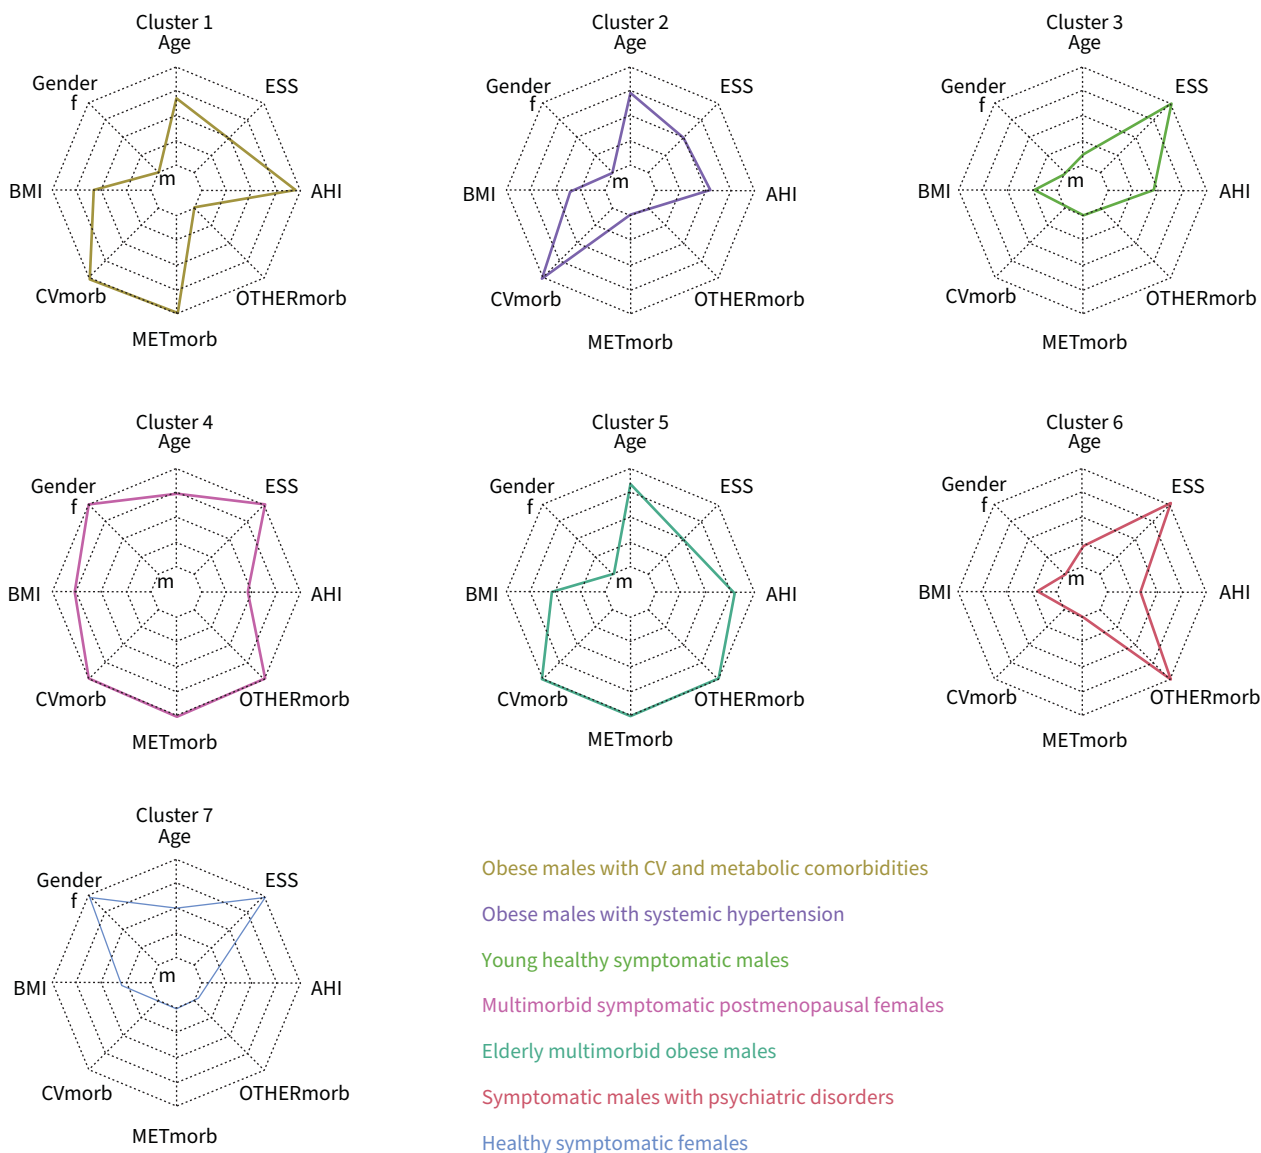 Cluster 1
Age
Gender
f
ESS
m
BMI
AHI
CVmorb
OTHERmorb
METmorb
Cluster 2
Age
Gender
f
ESS
m
BMI
AHI
CVmorb
OTHERmorb
METmorb
Cluster 3
Age
Gender
f
ESS
m
BMI
AHI
CVmorb
OTHERmorb
METmorb
Cluster 4
Age
Gender
f
ESS
m
BMI
AHI
CVmorb
OTHERmorb
METmorb
Cluster 5
Age
Gender
f
ESS
m
BMI
AHI
CVmorb
OTHERmorb
METmorb
Cluster 6
Age
Gender
f
ESS
m
BMI
AHI
CVmorb
OTHERmorb
METmorb
Cluster 7
Age
Gender
f
ESS
m
BMI
AHI
CVmorb
OTHERmorb
METmorb
Obese males with CV and metabolic comorbidities
Obese males with systemic hypertension
Young healthy symptomatic males
Multimorbid symptomatic postmenopausal females
Elderly multimorbid obese males
Symptomatic males with psychiatric disorders
Healthy symptomatic females